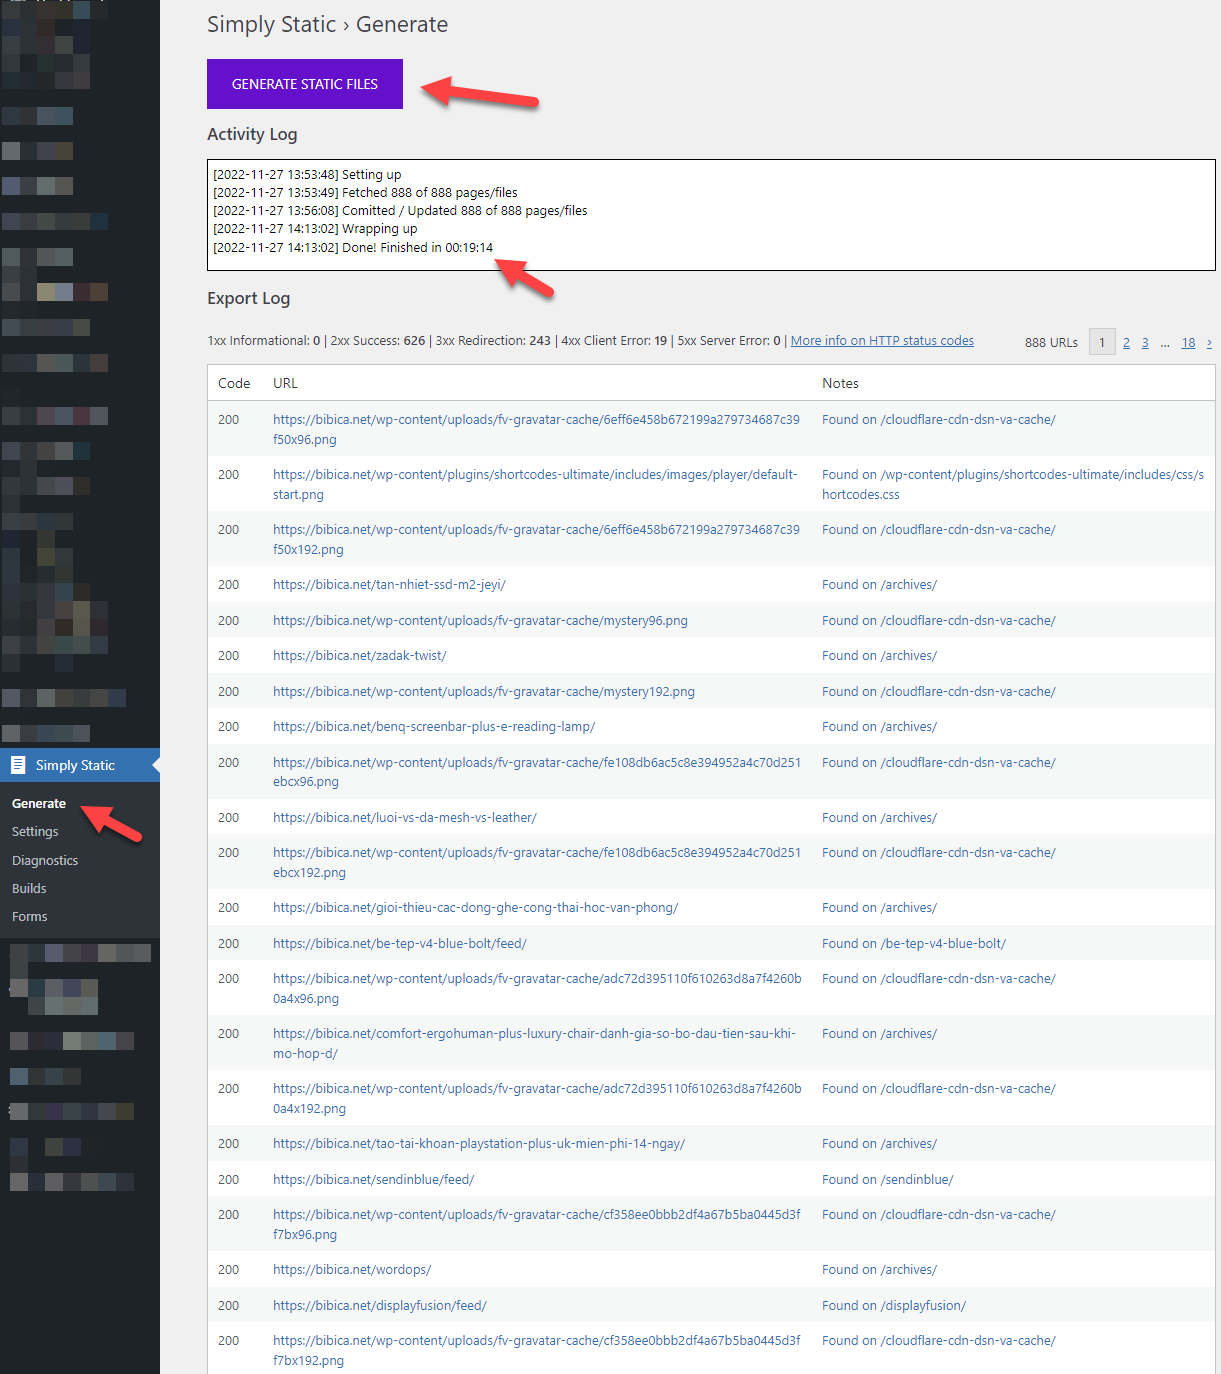 Simply Static › Generate
GENERATE STATIC FILES
Activity Log
[2022-11-27 13:53:48] Setting up
[2022-11-27 13:53:49] Fetched 888 of 888 pages/files
[2022-11-27 13:56:08] Comitted / Updated 888 of 888 pages/files
[2022-11-27 14:13:02] Wrapping up
[2022-11-27 14:13:02] Done! Finished in 00:19:14
Export Log
1xx Informational: 0 | 2xx Success: 626 | 3xx Redirection: 243 | 4xx Client Error: 19 | 5xx Server Error: 0 | More info on HTTP status codes 888 URLs 1 2 3 ... 18 ›
Code URL Notes
200 https://bibica.net/wp-content/uploads/fv-gravatar-cache/6eff6e458b672199a279734687c39 Found on /cloudflare-cdn-dsn-va-cache/
f50x96.png
200 https://bibica.net/wp-content/plugins/shortcodes-ultimate/includes/images/player/default- Found on /wp-content/plugins/shortcodes-ultimate/includes/css/s
start.png hortcodes.css
200 https://bibica.net/wp-content/uploads/fv-gravatar-cache/6eff6e458b672199a279734687c39 Found on /cloudflare-cdn-dsn-va-cache/
f50x192.png
200 https://bibica.net/tan-nhiet-ssd-m2-jeyi/ Found on /archives/
200 https://bibica.net/wp-content/uploads/fv-gravatar-cache/mystery96.png Found on /cloudflare-cdn-dsn-va-cache/
200 https://bibica.net/zadak-twist/ Found on /archives/
200 https://bibica.net/wp-content/uploads/fv-gravatar-cache/mystery192.png Found on /cloudflare-cdn-dsn-va-cache/
200 https://bibica.net/benq-screenbar-plus-e-reading-lamp/ Found on /archives/
200 https://bibica.net/wp-content/uploads/fv-gravatar-cache/fe108db6ac5c8e394952a4c70d251 Found on /cloudflare-cdn-dsn-va-cache/
ebcx96.png
200 https://bibica.net/luoi-vs-da-mesh-vs-leather/ Found on /archives/
200 https://bibica.net/wp-content/uploads/fv-gravatar-cache/fe108db6ac5c8e394952a4c70d251 Found on /cloudflare-cdn-dsn-va-cache/
ebcx192.png
200 https://bibica.net/gioi-thieu-cac-dong-ghe-cong-thai-hoc-van-phong/ Found on /archives/
200 https://bibica.net/be-tep-v4-blue-bolt/feed/ Found on /be-tep-v4-blue-bolt/
200 https://bibica.net/wp-content/uploads/fv-gravatar-cache/adc72d395110f610263d8a7f4260b Found on /cloudflare-cdn-dsn-va-cache/
0a4x96.png
200 https://bibica.net/comfort-ergohuman-plus-luxury-chair-danh-gia-so-bo-dau-tien-sau-khi- Found on /archives/
mo-hop-d/
200 https://bibica.net/wp-content/uploads/fv-gravatar-cache/adc72d395110f610263d8a7f4260b Found on /cloudflare-cdn-dsn-va-cache/
0a4x192.png
200 https://bibica.net/tao-tai-khoan-playstation-plus-uk-mien-phi-14-ngay/ Found on /archives/
200 https://bibica.net/sendinblue/feed/ Found on /sendinblue/
200 https://bibica.net/wp-content/uploads/fv-gravatar-cache/cf358ee0bbb2df4a67b5ba0445d3f Found on /cloudflare-cdn-dsn-va-cache/
f7bx96.png
200 https://bibica.net/wordops/ Found on /archives/
200 https://bibica.net/displayfusion/feed/ Found on /displayfusion/
200 https://bibica.net/wp-content/uploads/fv-gravatar-cache/cf358ee0bbb2df4a67b5ba0445d3f Found on /cloudflare-cdn-dsn-va-cache/
f7bx192.png
Simply Static
Generate
Settings
Diagnostics
Builds
Forms